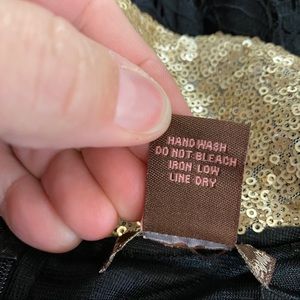 HAND WASH
DO NOT BLEACH
IRON LOW
LINE DRY